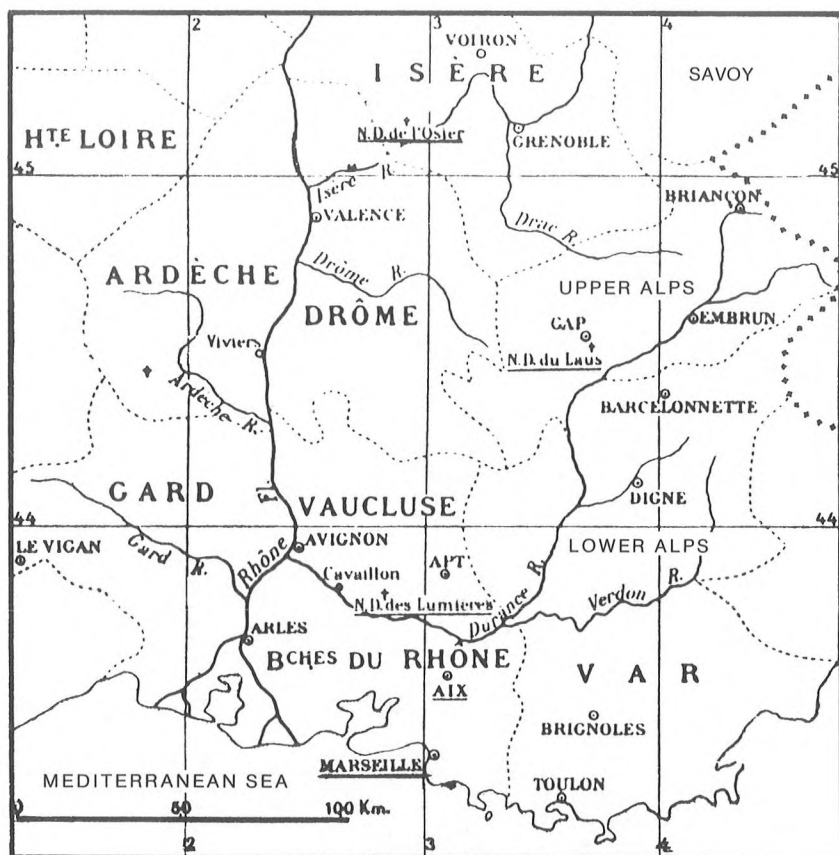 2
3
4
VOIRON
ISÈRE
SAVOY
N.D. de l'Osier
GRENOBLE
HTE LOIRE
45
45
Isère R.
BRIANÇON
VALENCE
Drac R.
Drôme R.
ARDÈCHE
UPPER ALPS
DRÔME
EMBRUN
GAP
Viviers
N.D. du Laus
Ardèche R.
BARCELONNETTE
GARD
VAUCLUSE
DIGNE
44
44
LE VIGAN
Gard R.
Rhône
AVIGNON
LOWER ALPS
APT
Cavaillon
Durance R.
Verdon R.
N.D. des Lumières
ARLES
BCHES DU RHÔNE
VAR
AIX
BRIGNOLES
MARSEILLE
MEDITERRANEAN SEA
TOULON
0 50 100 Km.
2
3
4